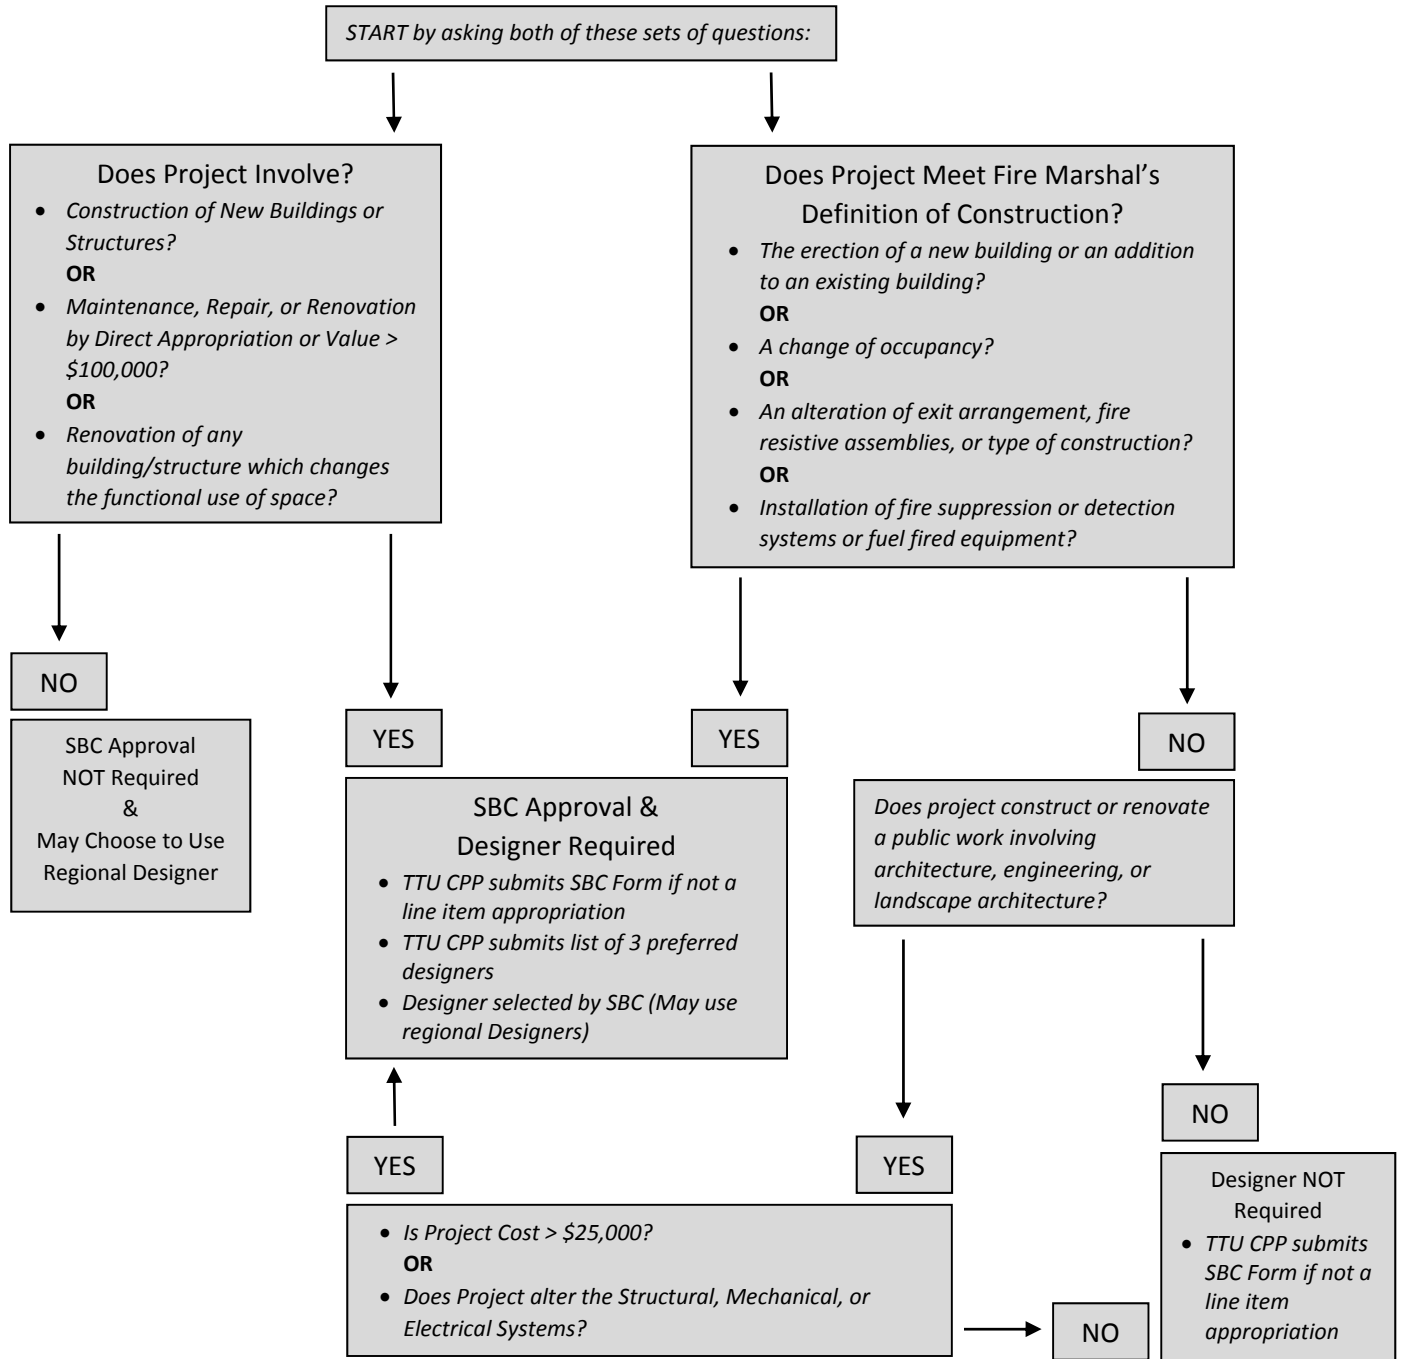 START by asking both of these sets of questions:
Does Project Involve?
• Construction of New Buildings or
Structures?
OR
• Maintenance, Repair, or Renovation
by Direct Appropriation or Value >
$100,000?
OR
• Renovation of any
building/structure which changes
the functional use of space?
Does Project Meet Fire Marshal’s
Definition of Construction?
• The erection of a new building or an addition
to an existing building?
OR
• A change of occupancy?
OR
• An alteration of exit arrangement, fire
resistive assemblies, or type of construction?
OR
• Installation of fire suppression or detection
systems or fuel fired equipment?
NO
SBC Approval
NOT Required
&
May Choose to Use
Regional Designer
YES
YES
SBC Approval &
Designer Required
• TTU CPP submits SBC Form if not a
line item appropriation
• TTU CPP submits list of 3 preferred
designers
• Designer selected by SBC (May use
regional Designers)
NO
Does project construct or renovate
a public work involving
architecture, engineering, or
landscape architecture?
YES
YES
• Is Project Cost > $25,000?
OR
• Does Project alter the Structural, Mechanical, or
Electrical Systems?
NO
NO
Designer NOT
Required
• TTU CPP submits
SBC Form if not a
line item
appropriation